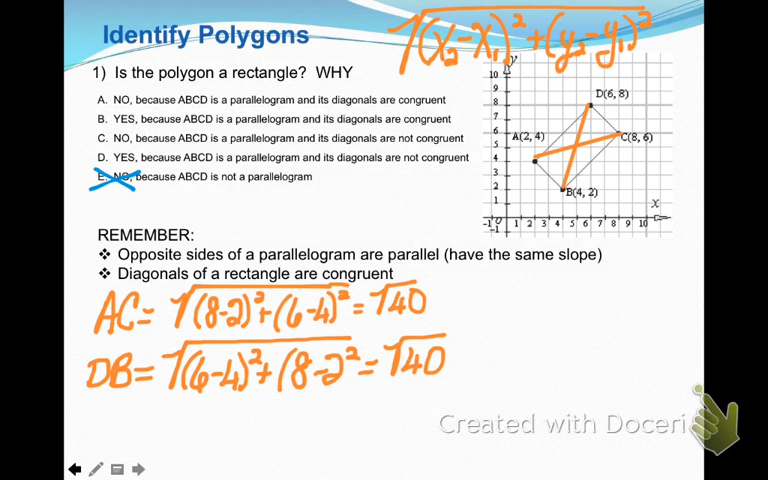 Identify Polygons
√(x₂-x₁)²+(y₂-y₁)²
1) Is the polygon a rectangle? WHY
A. NO, because ABCD is a parallelogram and its diagonals are congruent
B. YES, because ABCD is a parallelogram and its diagonals are congruent
C. NO, because ABCD is a parallelogram and its diagonals are not congruent
D. YES, because ABCD is a parallelogram and its diagonals are not congruent
E. NO, because ABCD is not a parallelogram
y
10
9
8
7
6
5
4
3
2
1
-1 0 1 2 3 4 5 6 7 8 9 10
-1
x
D(6, 8)
A(2, 4)
C(8, 6)
B(4, 2)
REMEMBER:
❖ Opposite sides of a parallelogram are parallel (have the same slope)
❖ Diagonals of a rectangle are congruent
AC= √(8-2)²+(6-4)² = √40
DB= √(6-4)²+(8-2² = √40
Created with Doceri